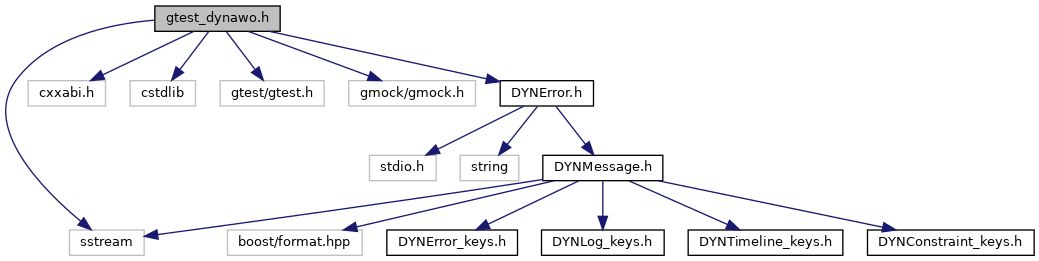 gtest_dynawo.h
cxxabi.h
cstdlib
gtest/gtest.h
gmock/gmock.h
DYNError.h
stdio.h
string
DYNMessage.h
sstream
boost/format.hpp
DYNError_keys.h
DYNLog_keys.h
DYNTimeline_keys.h
DYNConstraint_keys.h